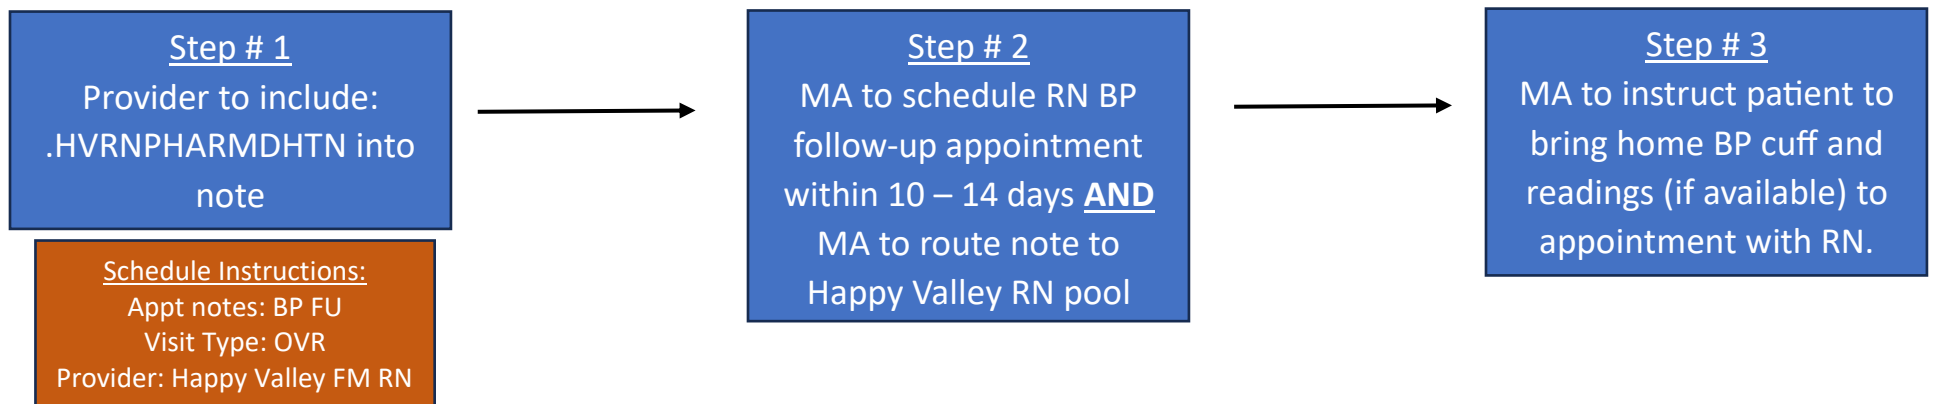 Step # 1
Provider to include:
.HVRNPHARMDHTN into
note
Schedule Instructions:
Appt notes: BP FU
Visit Type: OVR
Provider: Happy Valley FM RN
Step # 2
MA to schedule RN BP
follow-up appointment
within 10 – 14 days AND
MA to route note to
Happy Valley RN pool
Step # 3
MA to instruct patient to
bring home BP cuff and
readings (if available) to
appointment with RN.